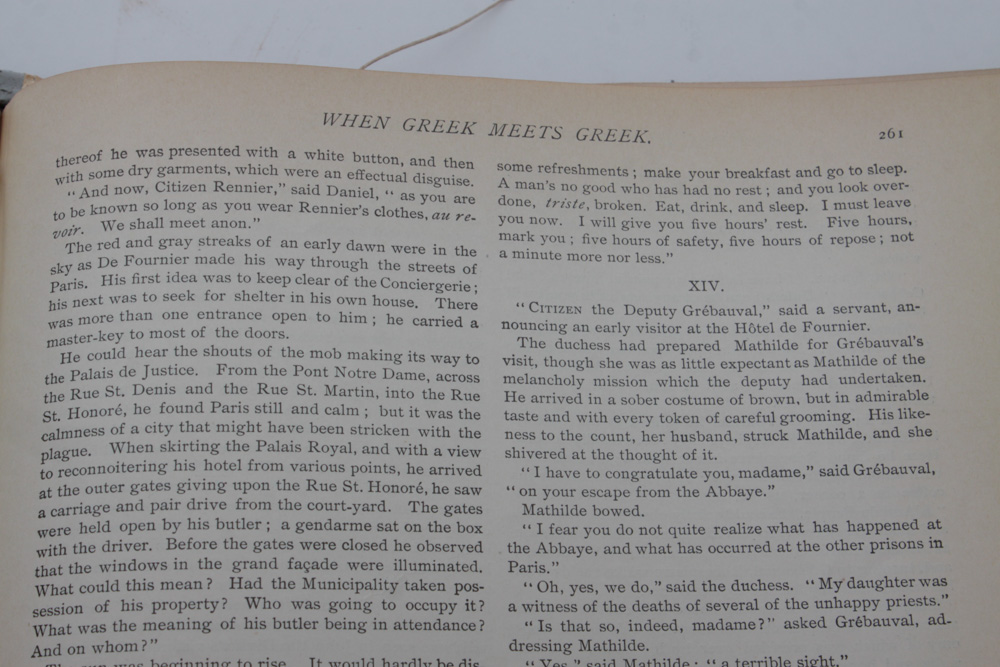 WHEN GREEK MEETS GREEK.
261
thereof he was presented with a white button, and then
with some dry garments, which were an effectual disguise.
"And now, Citizen Rennier," said Daniel, "as you are
to be known so long as you wear Rennier's clothes, au re-
voir. We shall meet anon."
The red and gray streaks of an early dawn were in the
sky as De Fournier made his way through the streets of
Paris. His first idea was to keep clear of the Conciergerie;
his next was to seek for shelter in his own house. There
was more than one entrance open to him; he carried a
master-key to most of the doors.
He could hear the shouts of the mob making its way to
the Palais de Justice. From the Pont Notre Dame, across
the Rue St. Denis and the Rue St. Martin, into the Rue
St. Honoré, he found Paris still and calm; but it was the
calmness of a city that might have been stricken with the
plague. When skirting the Palais Royal, and with a view
to reconnoitering his hotel from various points, he arrived
at the outer gates giving upon the Rue St. Honoré, he saw
a carriage and pair drive from the court-yard. The gates
were held open by his butler; a gendarme sat on the box
with the driver. Before the gates were closed he observed
that the windows in the grand façade were illuminated.
What could this mean? Had the Municipality taken pos-
session of his property? Who was going to occupy it?
What was the meaning of his butler being in attendance?
And on whom?"
The sun was beginning to rise. It would hardly be dis
some refreshments; make your breakfast and go to sleep.
A man's no good who has had no rest; and you look over-
done, triste, broken. Eat, drink, and sleep. I must leave
you now. I will give you five hours' rest. Five hours,
mark you; five hours of safety, five hours of repose; not
a minute more nor less."
XIV.
"CITIZEN the Deputy Grébauval," said a servant, an-
nouncing an early visitor at the Hôtel de Fournier.
The duchess had prepared Mathilde for Grébauval's
visit, though she was as little expectant as Mathilde of the
melancholy mission which the deputy had undertaken.
He arrived in a sober costume of brown, but in admirable
taste and with every token of careful grooming. His like-
ness to the count, her husband, struck Mathilde, and she
shivered at the thought of it.
"I have to congratulate you, madame," said Grébauval,
"on your escape from the Abbaye."
Mathilde bowed.
"I fear you do not quite realize what has happened at
the Abbaye, and what has occurred at the other prisons in
Paris."
"Oh, yes, we do," said the duchess. "My daughter was
a witness of the deaths of several of the unhappy priests."
"Is that so, indeed, madame?" asked Grébauval, ad-
dressing Mathilde.
"Yes," said Mathilde; "a terrible sight."